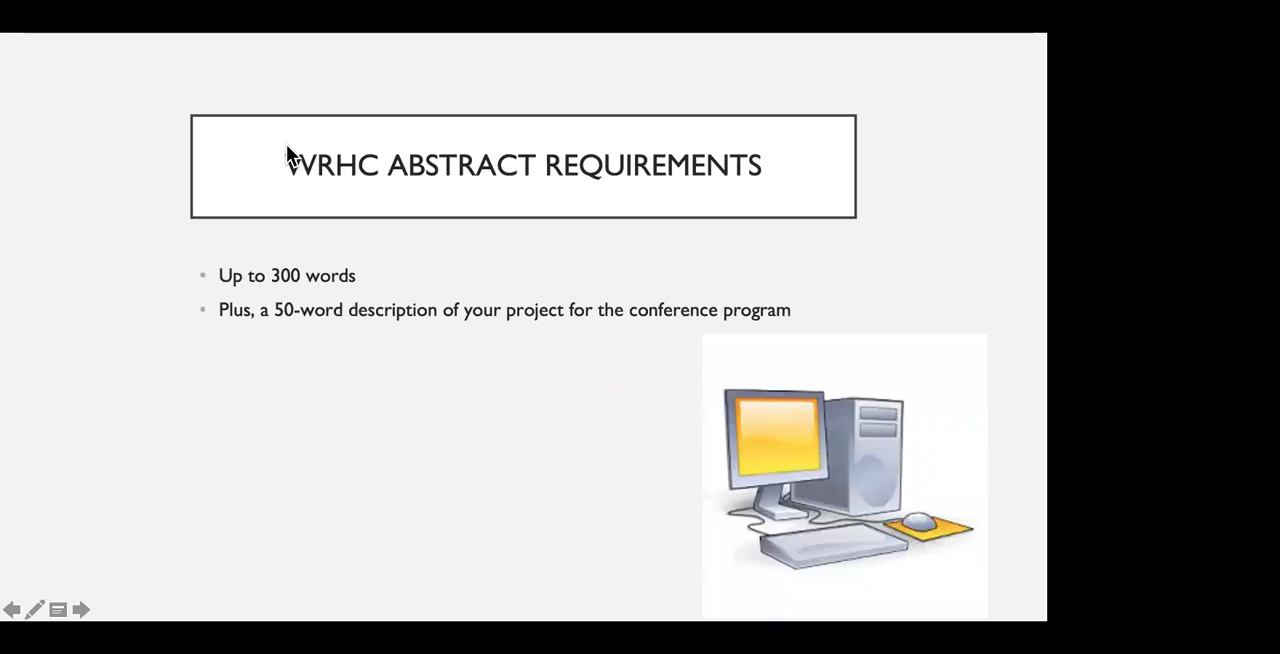 WRHC ABSTRACT REQUIREMENTS
• Up to 300 words
• Plus, a 50-word description of your project for the conference program